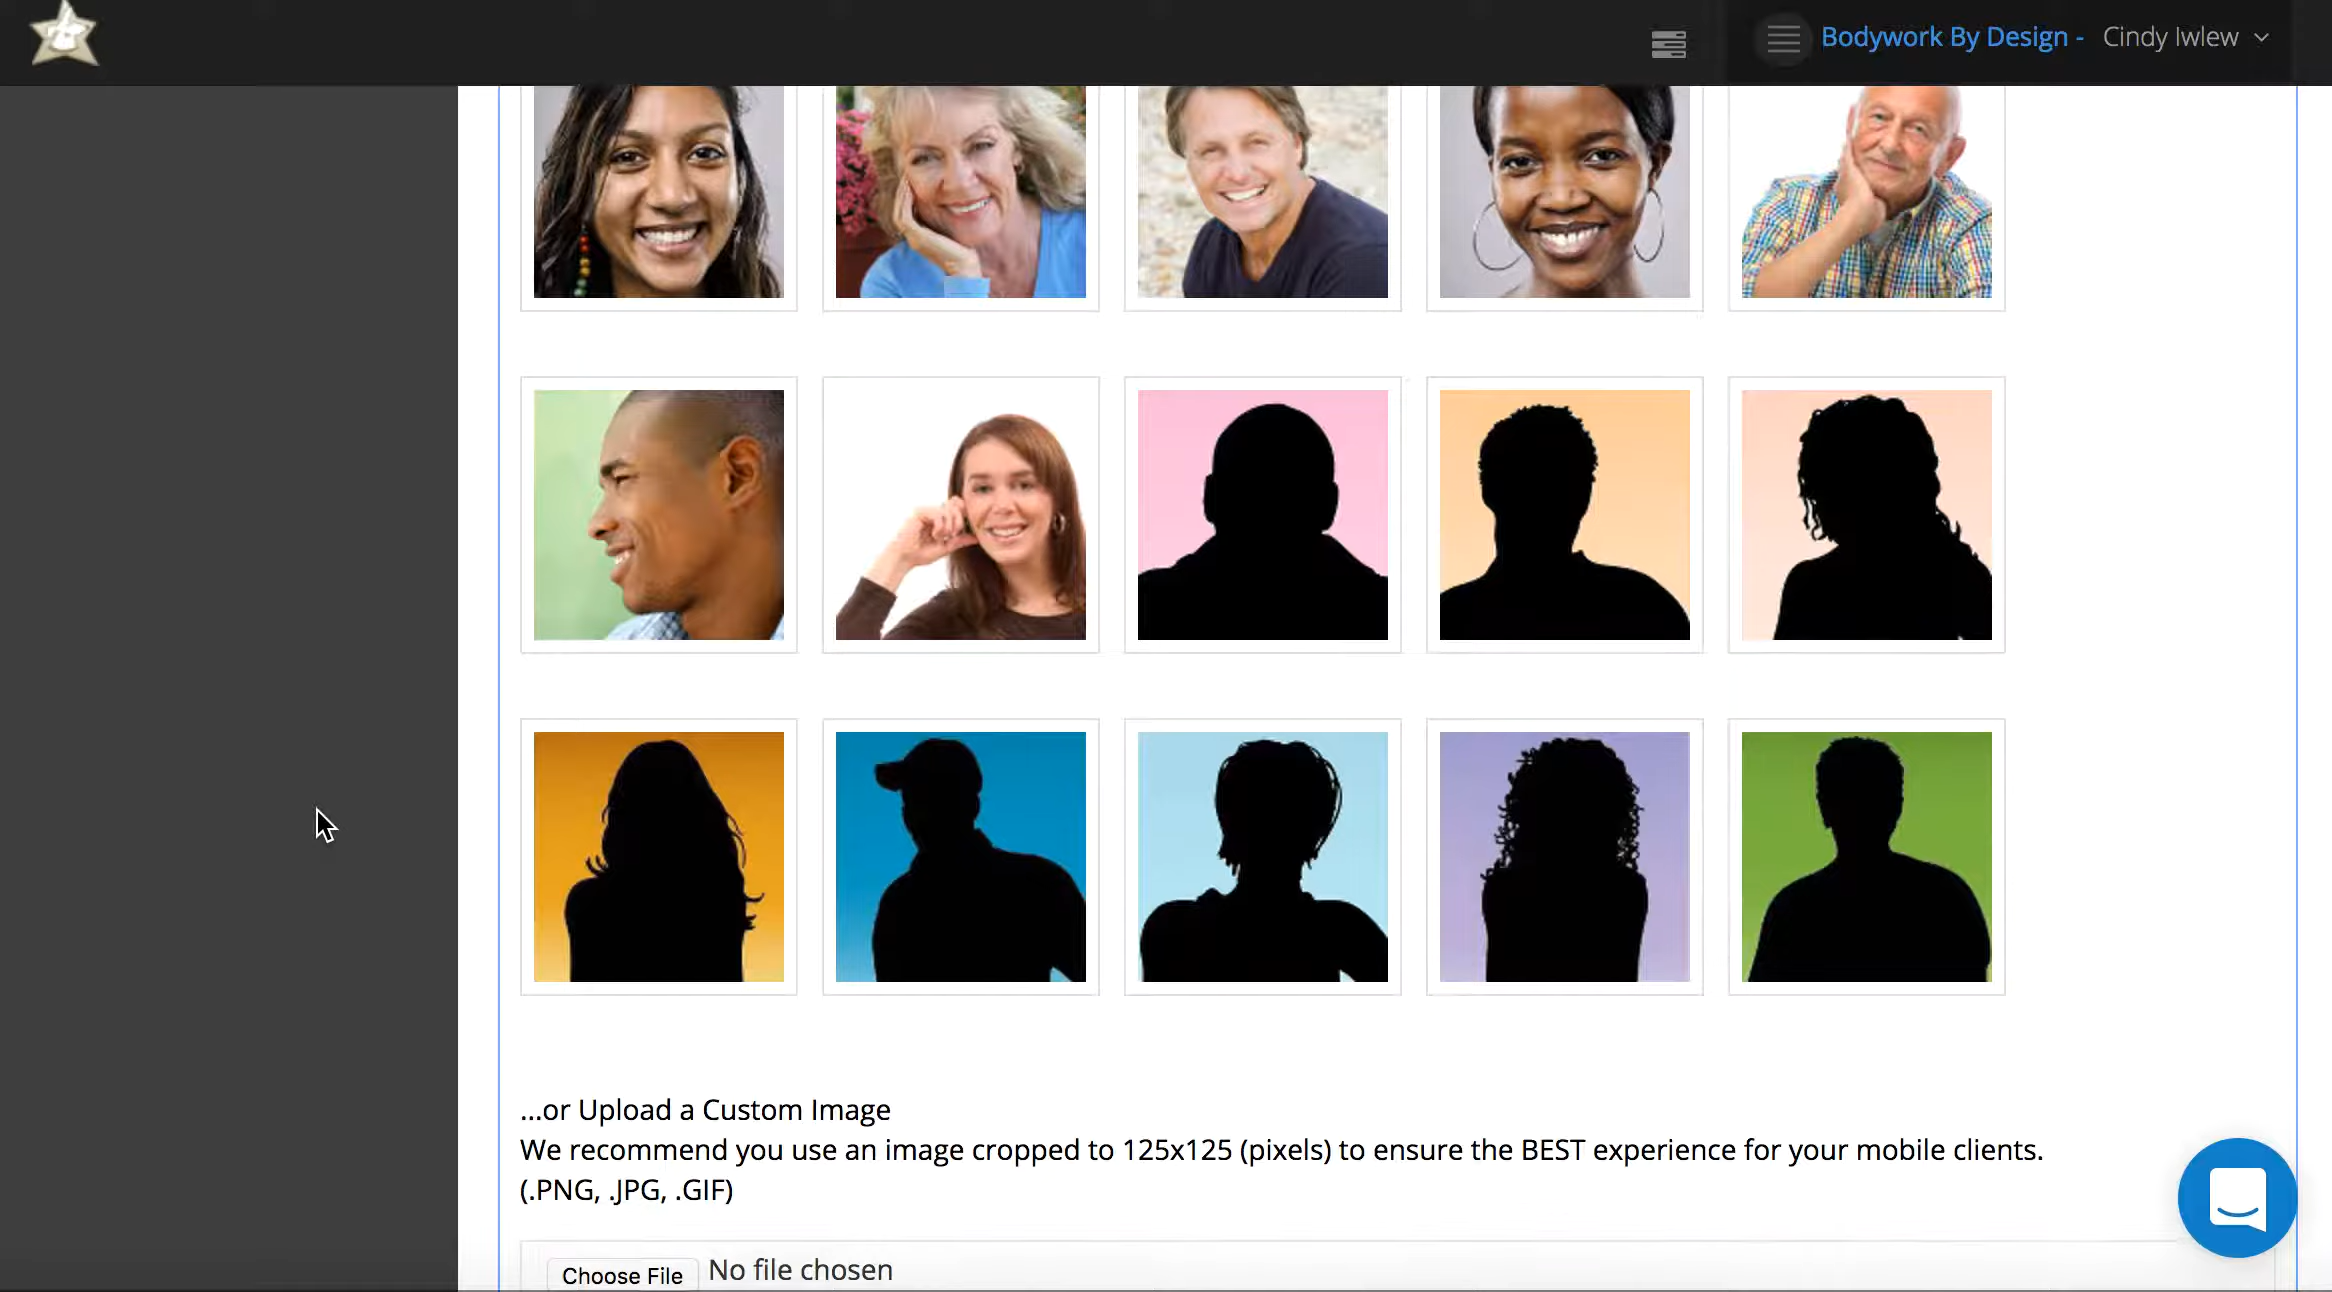 Bodywork By Design - Cindy lwlew
...or Upload a Custom Image
We recommend you use an image cropped to 125x125 (pixels) to ensure the BEST experience for your mobile clients.
(.PNG, .JPG, .GIF)
Choose File No file chosen